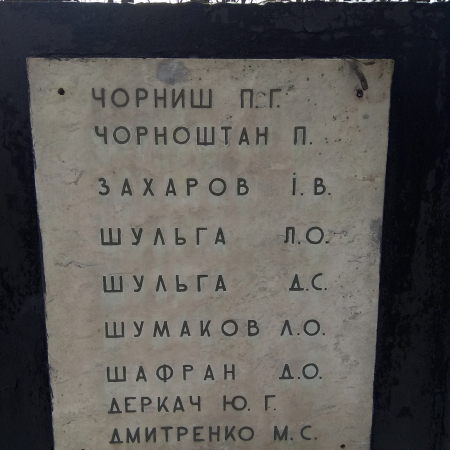 ЧОРНИШ П.Г.
ЧОРНОШТАН П.
ЗАХАРОВ І.В.
ШУЛЬГА Л.О.
ШУЛЬГА Д.С.
ШУМАКОВ Л.О.
ШАФРАН Д.О.
ДЕРКАЧ Ю.Г.
ДМИТРЕНКО М.С.